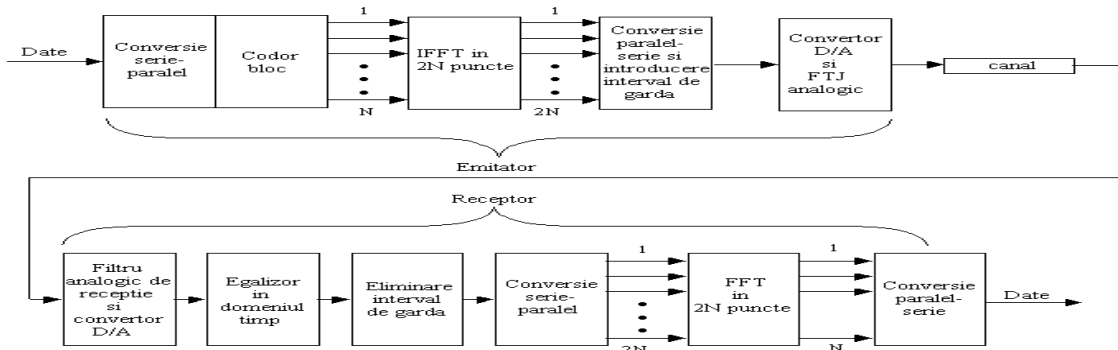 Date
Conversie
serie-
paralel
Codor
bloc
1
N
IFFT in
2N puncte
1
2N
Conversie
paralel-
serie si
introducere
interval de
garda
Convertor
D/A
si
FTJ
analogic
canal
Emitator
Receptor
Filtru
analogic de
receptie
si
convertor
D/A
Egalizor
in
domeniul
timp
Eliminare
interval
de garda
Conversie
serie-
paralel
1
2N
FFT
in
2N puncte
1
N
Conversie
paralel-
serie
Date